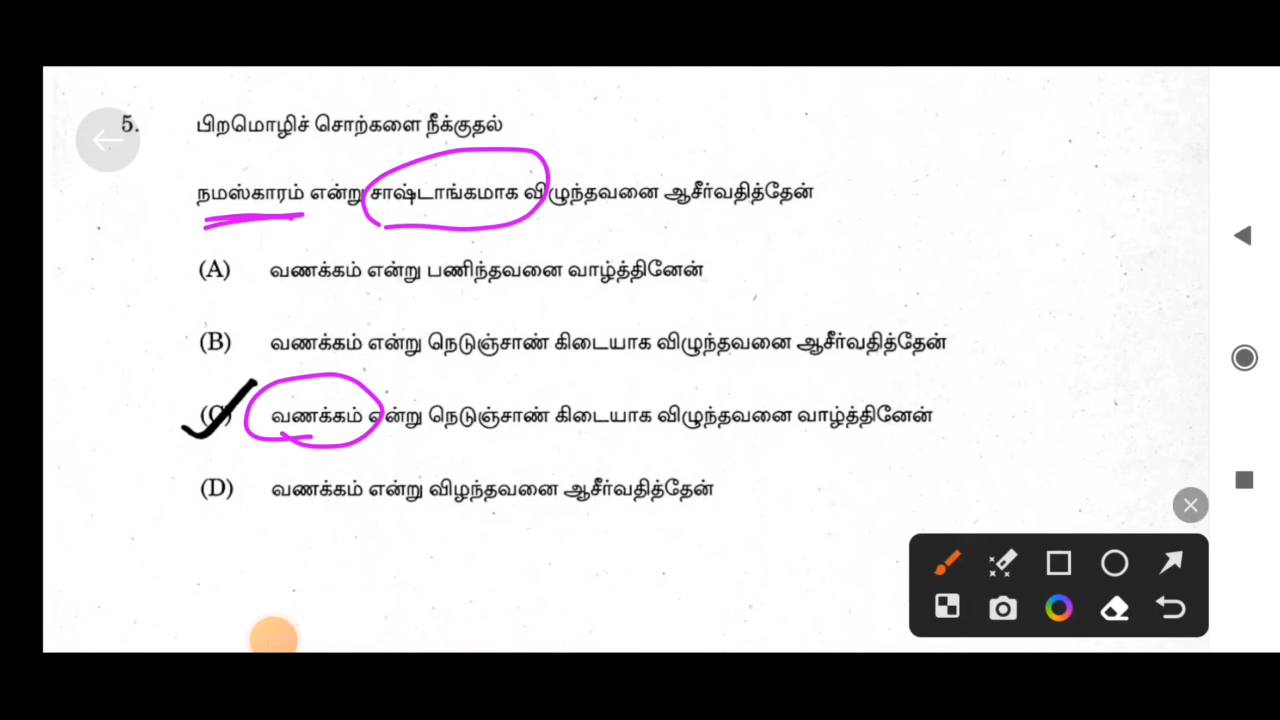 5. பிறமொழிச் சொற்களை நீக்குதல்
நமஸ்காரம் என்று சாஷ்டாங்கமாக விழுந்தவனை ஆசீர்வதித்தேன்
(A) வணக்கம் என்று பணிந்தவனை வாழ்த்தினேன்
(B) வணக்கம் என்று நெடுஞ்சாண் கிடையாக விழுந்தவனை ஆசீர்வதித்தேன்
(C) வணக்கம் என்று நெடுஞ்சாண் கிடையாக விழுந்தவனை வாழ்த்தினேன்
(D) வணக்கம் என்று விழந்தவனை ஆசீர்வதித்தேன்